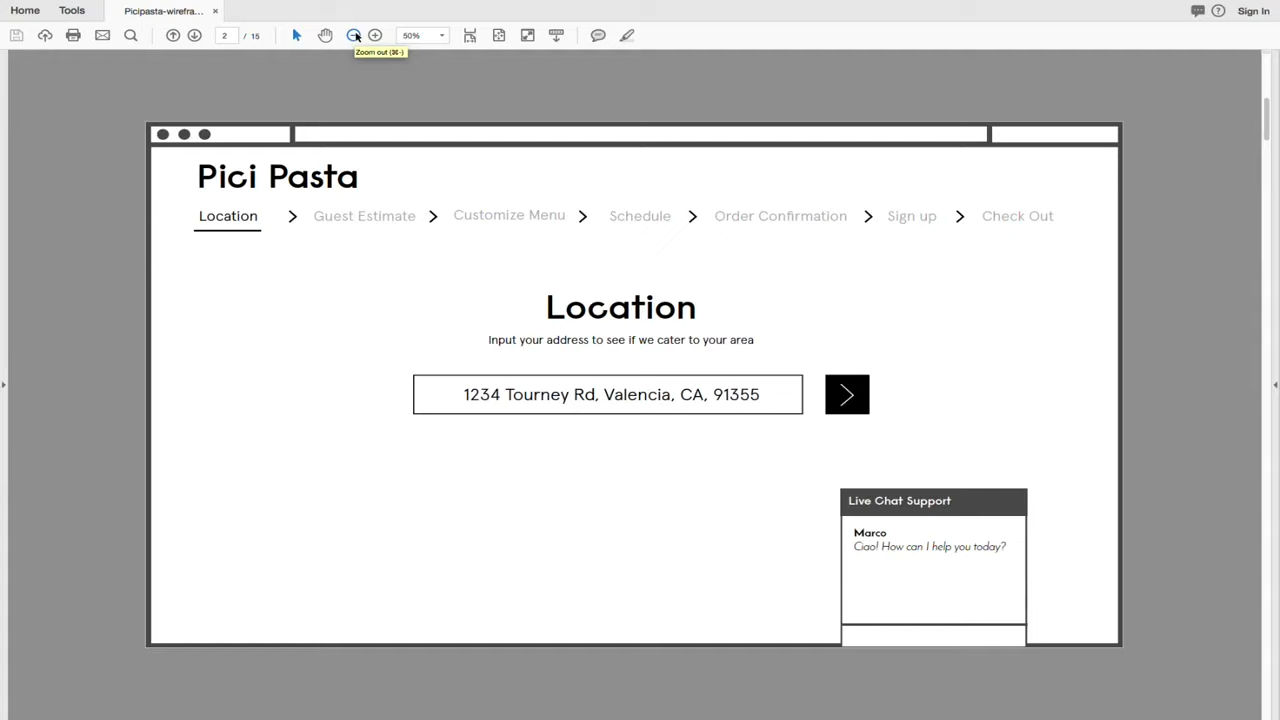 Home Tools Picipasta-wirefra... × Sign In
2 / 15 50%
Zoom out (⌘-)
Pici Pasta
Location Guest Estimate Customize Menu Schedule Order Confirmation Sign up Check Out
Location
Input your address to see if we cater to your area
1234 Tourney Rd, Valencia, CA, 91355
Live Chat Support
Marco
Ciao! How can I help you today?